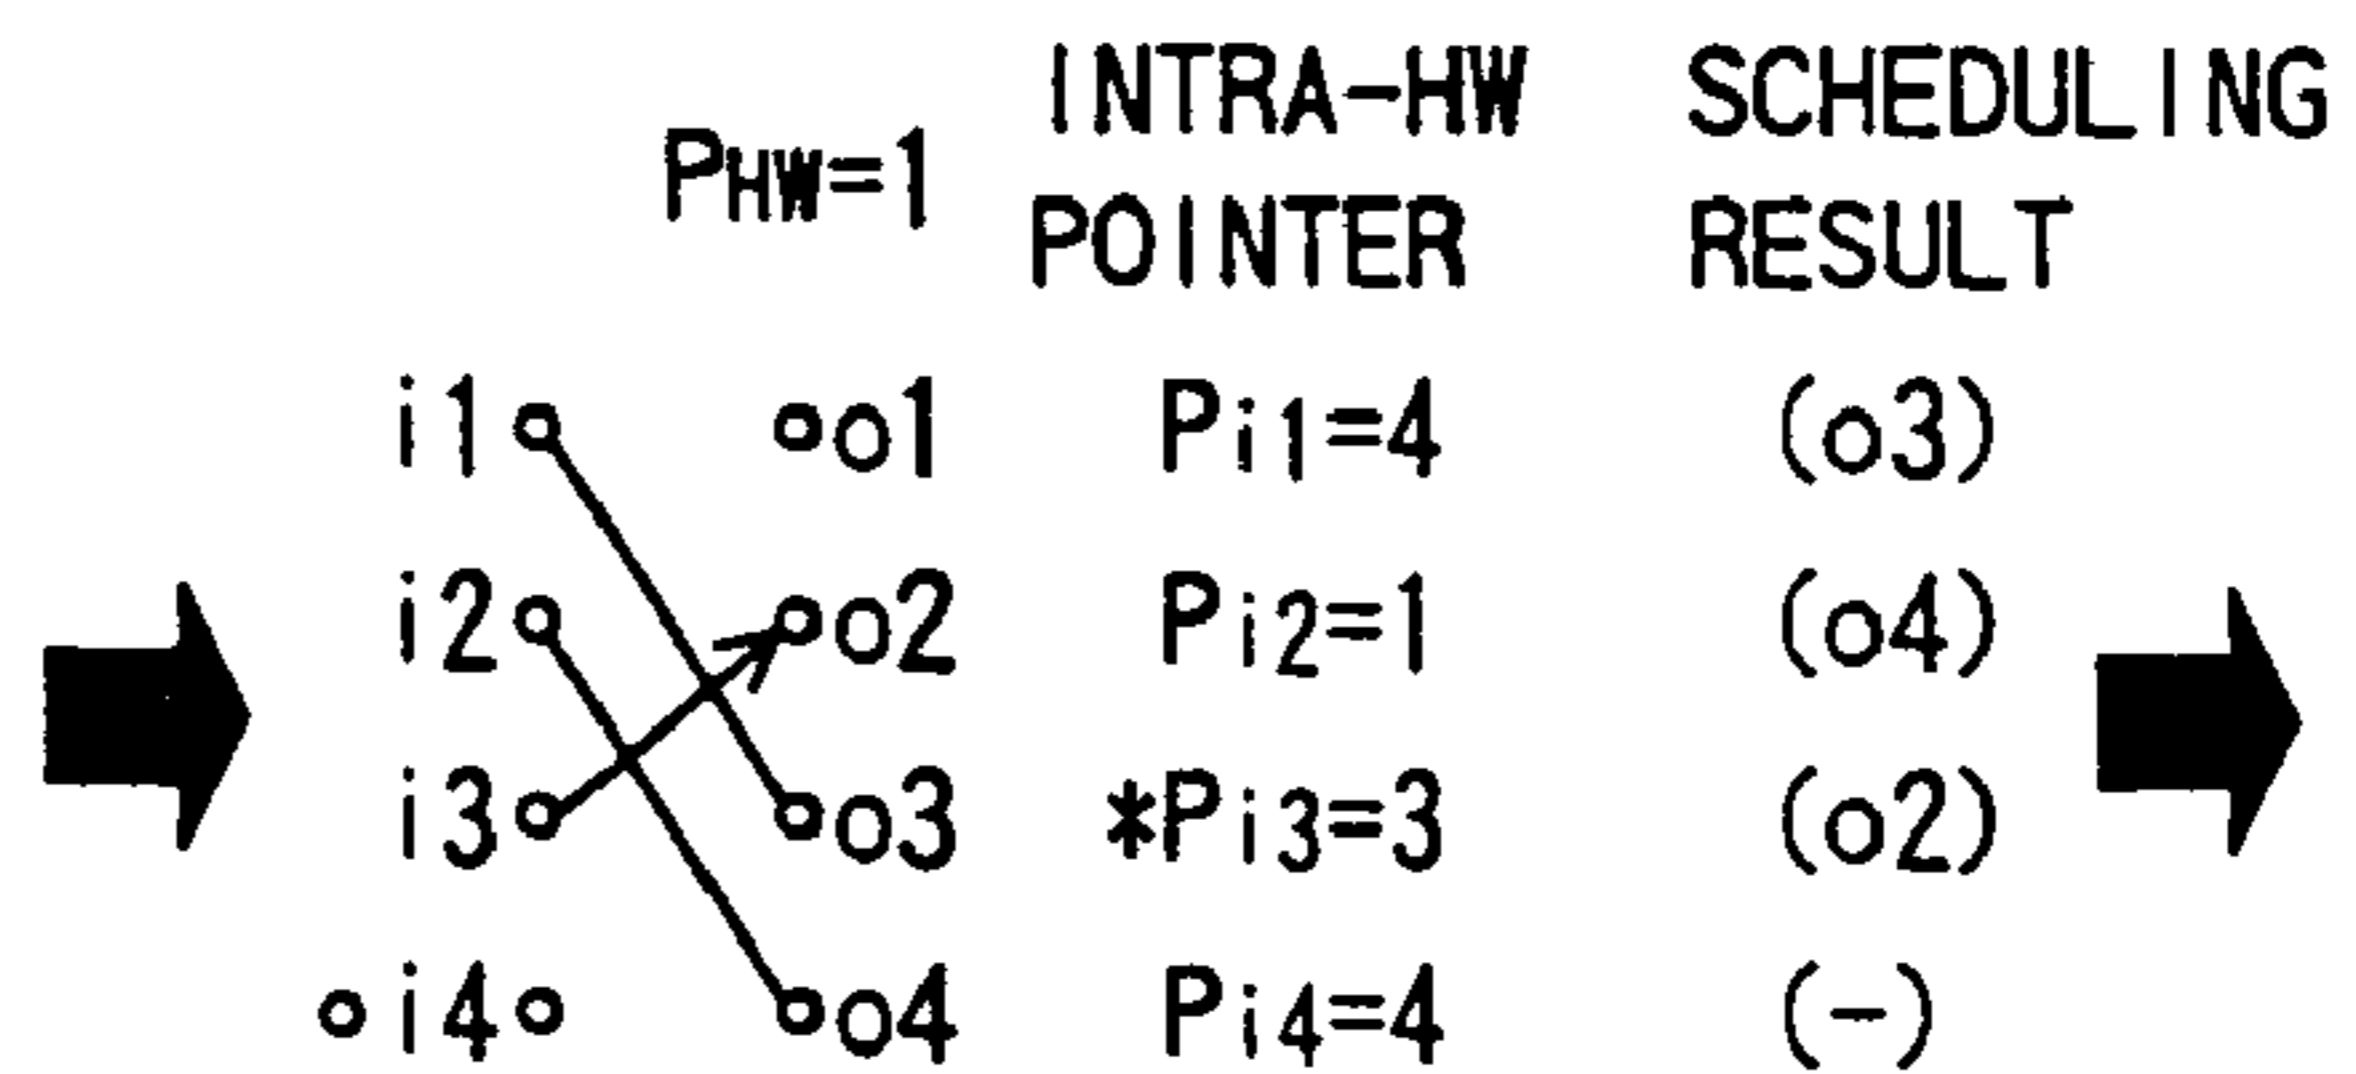 PHW=1 INTRA-HW SCHEDULING
POINTER RESULT
i1 o1 Pi1=4 (o3)
i2 o2 Pi2=1 (o4)
i3 o3 *Pi3=3 (o2)
i4 o4 Pi4=4 (-)